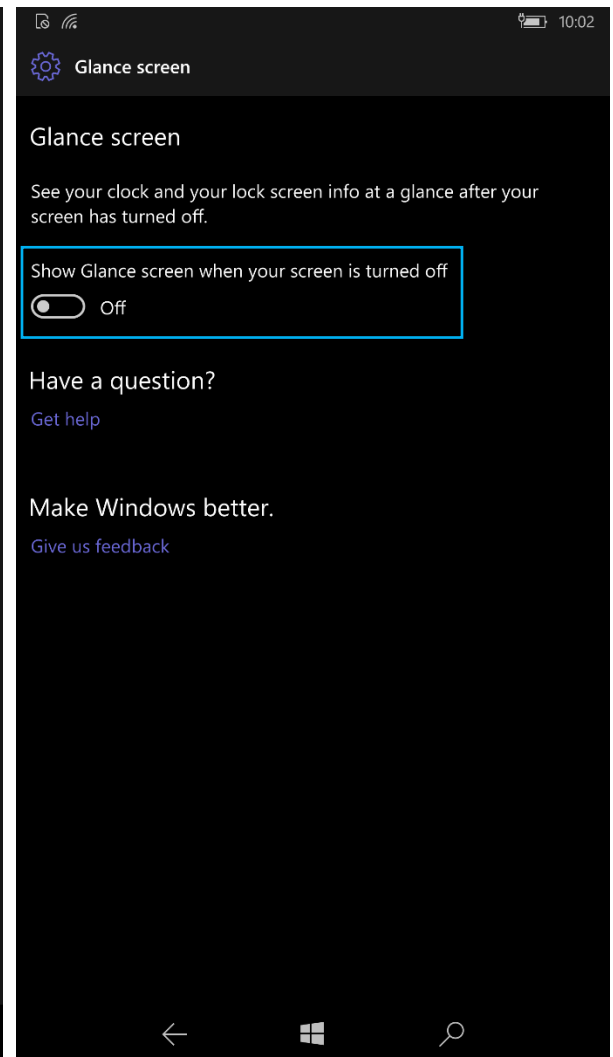 10:02
Glance screen
Glance screen
See your clock and your lock screen info at a glance after your
screen has turned off.
Show Glance screen when your screen is turned off
Off
Have a question?
Get help
Make Windows better.
Give us feedback